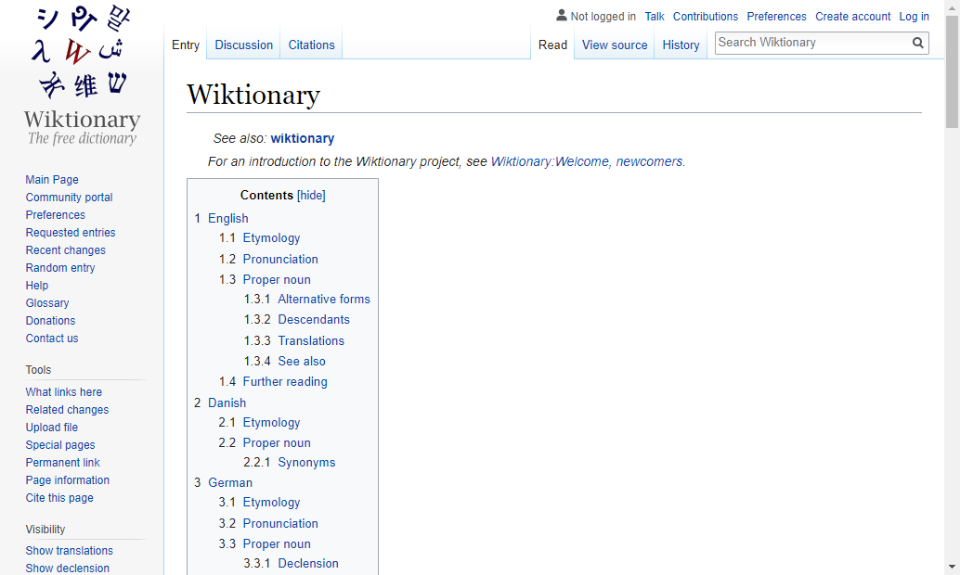 Wiktionary
The free dictionary
Main Page
Community portal
Preferences
Requested entries
Recent changes
Random entry
Help
Glossary
Donations
Contact us
Tools
What links here
Related changes
Upload file
Special pages
Permanent link
Page information
Cite this page
Visibility
Show translations
Show declension
Not logged in Talk Contributions Preferences Create account Log in
Entry Discussion Citations Read View source History Search Wiktionary
Wiktionary
See also: wiktionary
For an introduction to the Wiktionary project, see Wiktionary:Welcome, newcomers.
Contents [hide]
1 English
1.1 Etymology
1.2 Pronunciation
1.3 Proper noun
1.3.1 Alternative forms
1.3.2 Descendants
1.3.3 Translations
1.3.4 See also
1.4 Further reading
2 Danish
2.1 Etymology
2.2 Proper noun
2.2.1 Synonyms
3 German
3.1 Etymology
3.2 Pronunciation
3.3 Proper noun
3.3.1 Declension